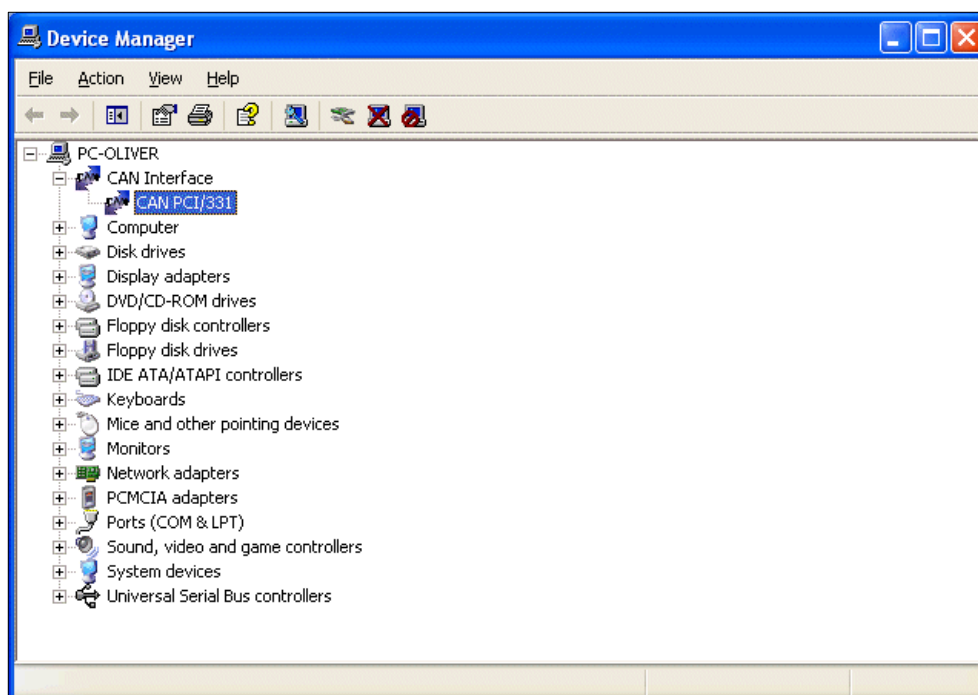 Device Manager
File Action View Help
PC-OLIVER
CAN Interface
CAN PCI/331
Computer
Disk drives
Display adapters
DVD/CD-ROM drives
Floppy disk controllers
Floppy disk drives
IDE ATA/ATAPI controllers
Keyboards
Mice and other pointing devices
Monitors
Network adapters
PCMCIA adapters
Ports (COM & LPT)
Sound, video and game controllers
System devices
Universal Serial Bus controllers